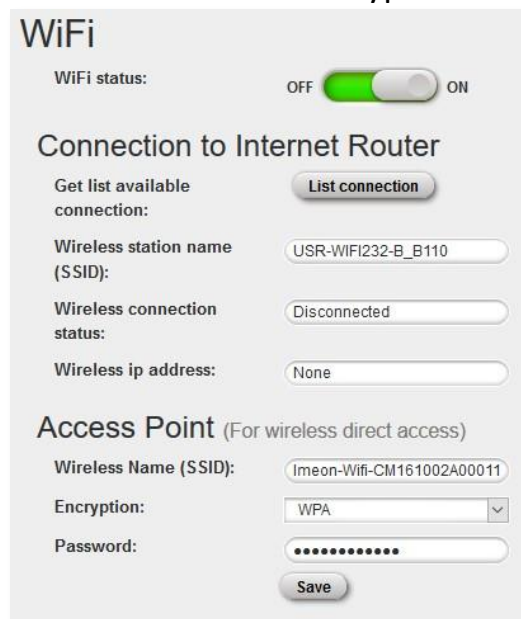 WiFi
WiFi status:
OFF ON
Connection to Internet Router
Get list available
connection:
List connection
Wireless station name
(SSID):
USR-WIFI232-B_B110
Wireless connection
status:
Disconnected
Wireless ip address:
None
Access Point (For wireless direct access)
Wireless Name (SSID):
Imeon-Wifi-CM161002A00011
Encryption:
WPA
Password:
••••••••••••
Save